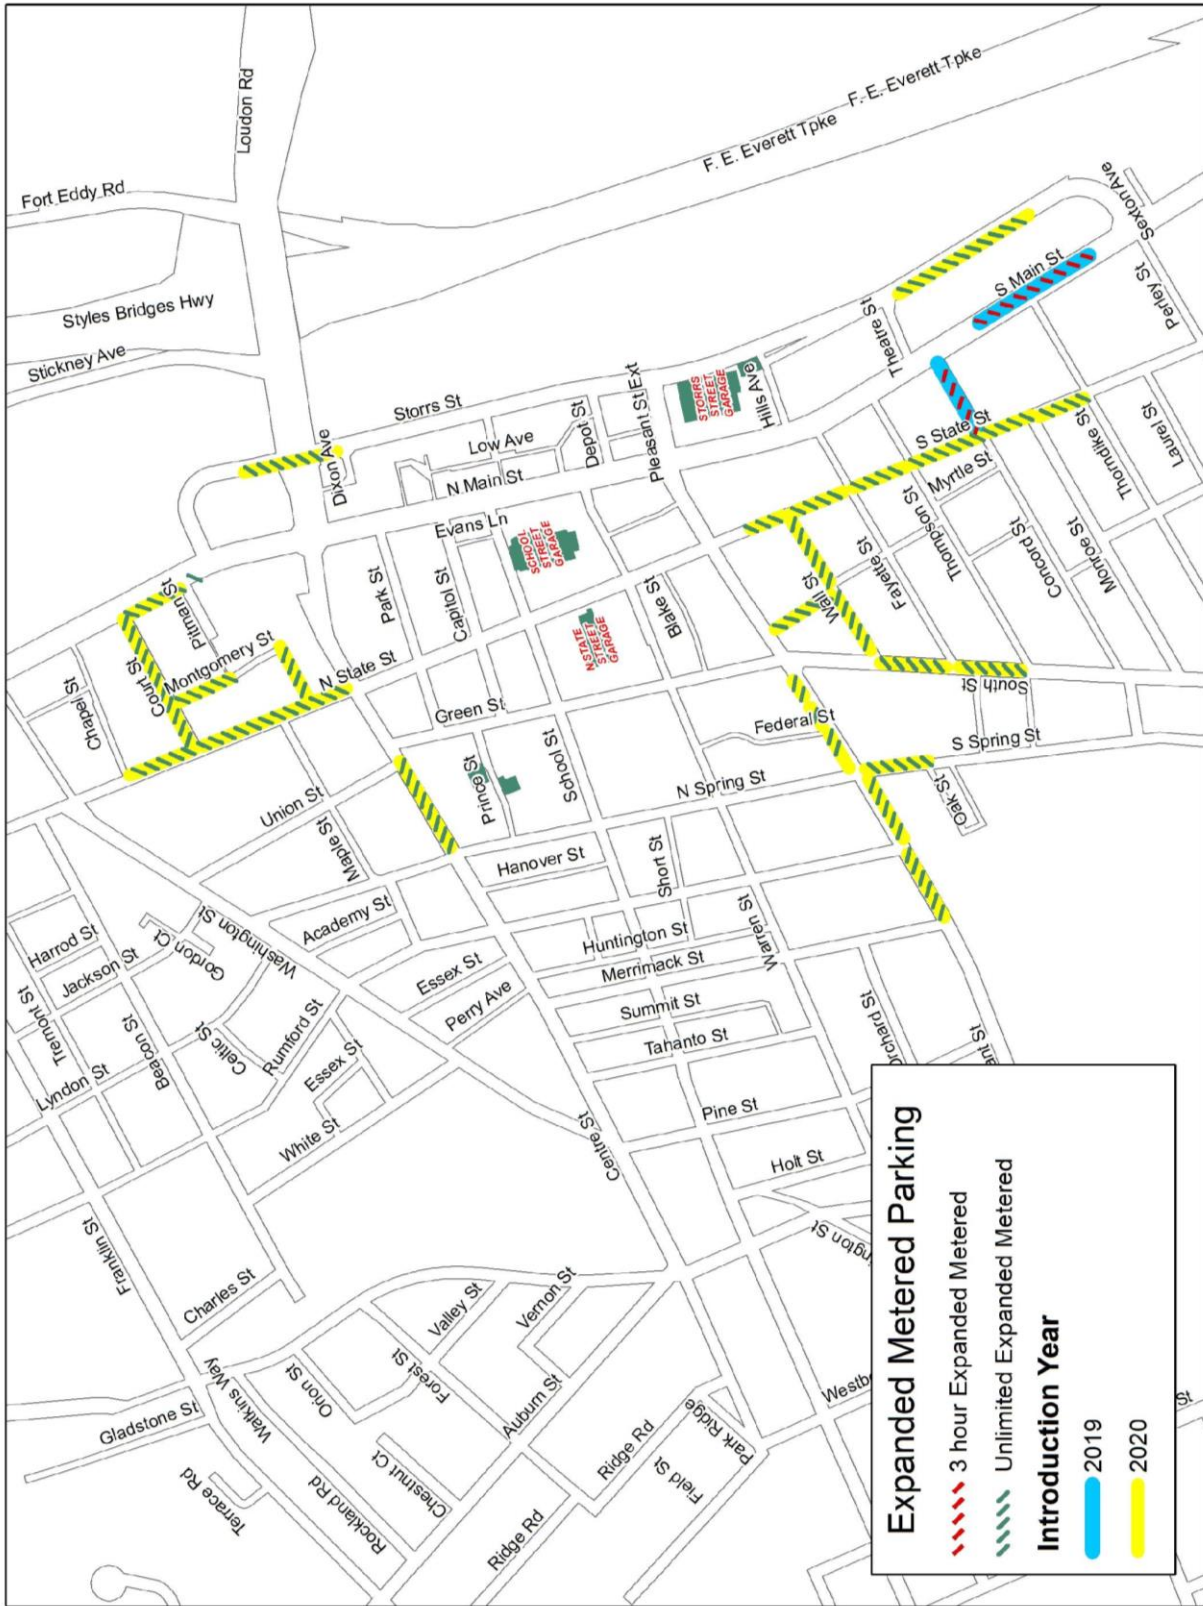 Loudon Rd
Fort Eddy Rd
F. E. Everett Tpke
F. E. Everett Tpke
Styles Bridges Hwy
Stickney Ave
Storrs St
Dixon Ave
Low Ave
N Main St
Depot St
Pleasant St Ext
STORRS
STREET
GARAGE
Hills Ave
Theatre St
S Main St
Sexton Ave
Perley St
Evans Ln
SCHOOL
STREET
GARAGE
Park St
Capitol St
Pitman St
Montgomery St
Court St
Chapel St
N State St
N STATE
STREET
GARAGE
Blake St
Wall St
Fayette St
Thompson St
Myrtle St
S State St
Concord St
Monroe St
Thorndike St
Laurel St
Green St
Prince St
School St
Federal St
South St
S Spring St
Oak St
N Spring St
Union St
Maple St
Hanover St
Short St
Academy St
Washington St
Huntington St
Merrimack St
Warren St
Essex St
Perry Ave
Summit St
Tahanto St
Harrod St
Jackson St
Gordon Ct
Tremont St
Beacon St
Celtic St
Rumford St
Essex St
Lyndon St
White St
Centre St
Pine St
Holt St
rchard St
ant St
ington St
Franklin St
Charles St
Valley St
Vernon St
Forest St
Orion St
Auburn St
Watkins Way
Gladstone St
Chestnut Ct
Rockland Rd
Terrace Rd
Ridge Rd
Ridge Rd
Field St
Park Ridge
Westb
St
Expanded Metered Parking
3 hour Expanded Metered
Unlimited Expanded Metered
Introduction Year
2019
2020